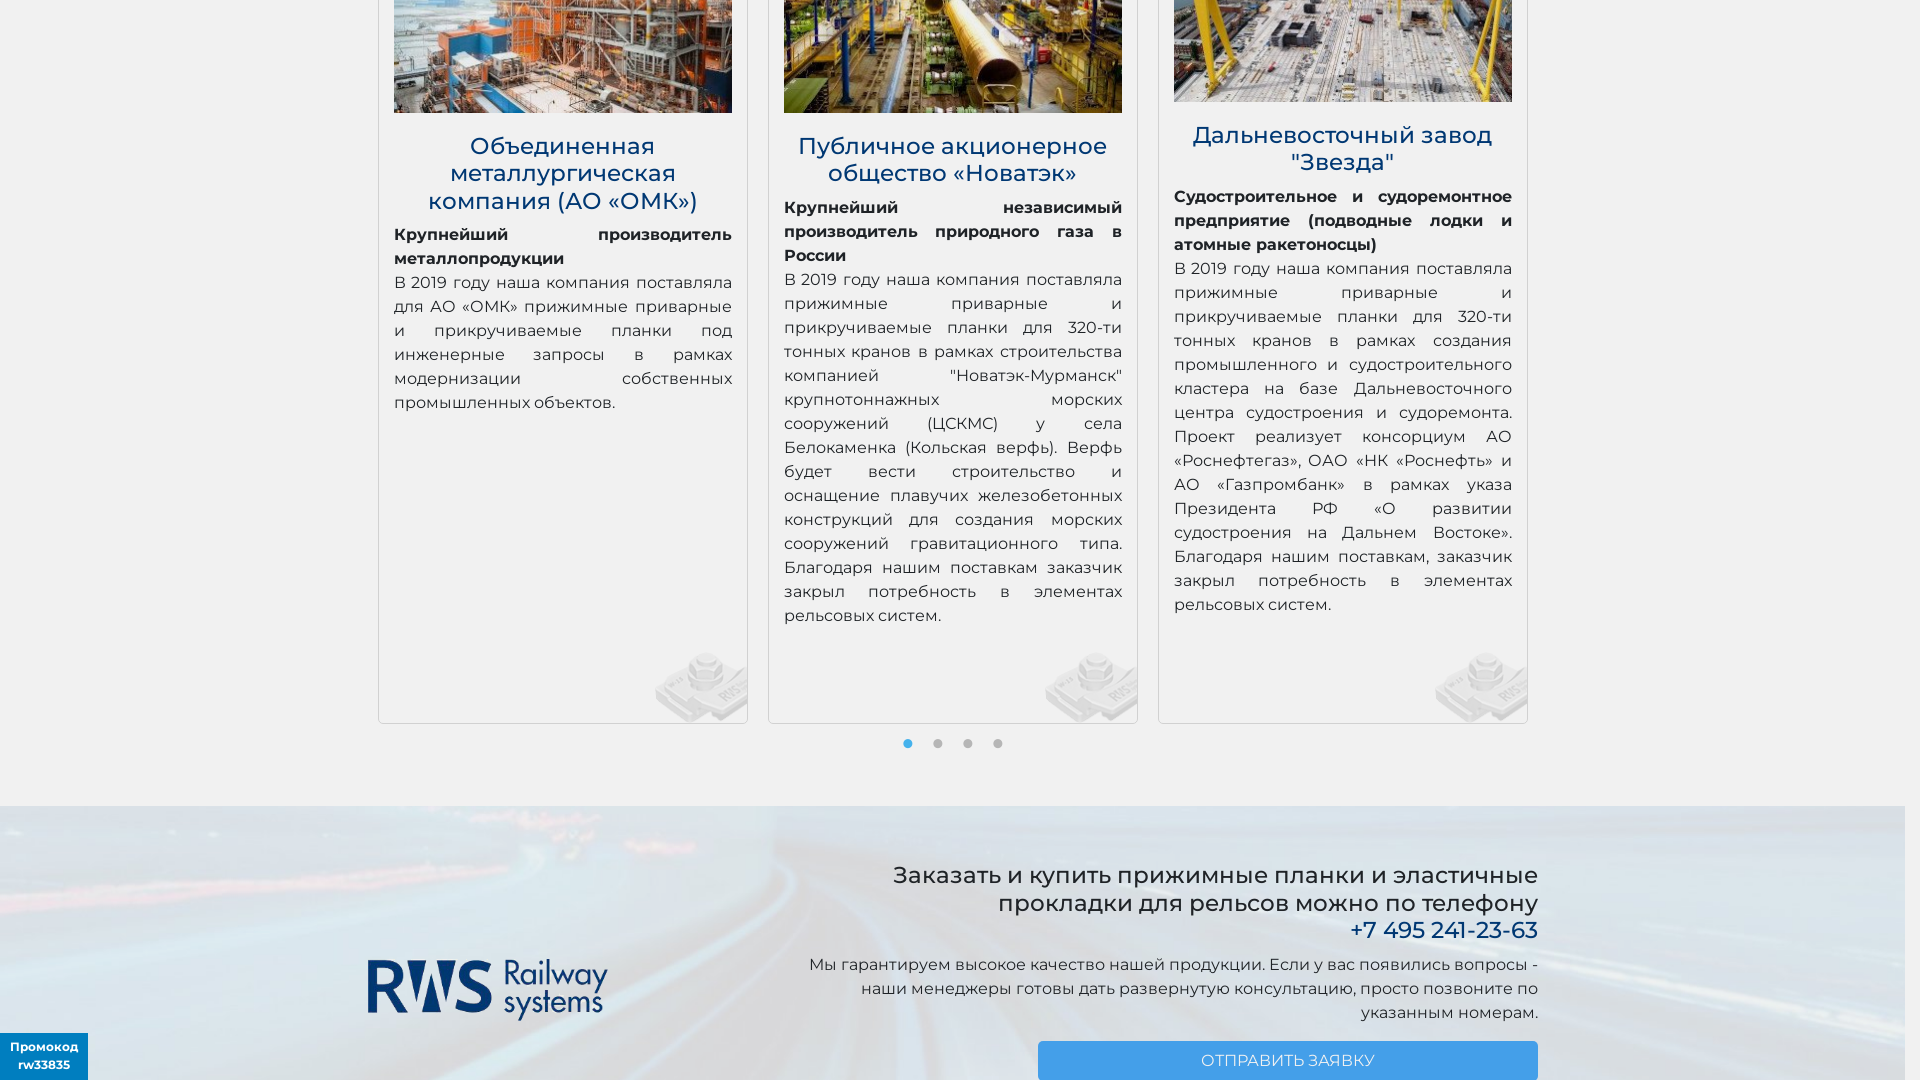 Объединенная
металлургическая
компания (АО «ОМК»)
Крупнейший производитель
металлопродукции
В 2019 году наша компания поставляла
для АО «ОМК» прижимные приварные
и прикручиваемые планки под
инженерные запросы в рамках
модернизации собственных
промышленных объектов.
Публичное акционерное
общество «Новатэк»
Крупнейший независимый
производитель природного газа в
России
В 2019 году наша компания поставляла
прижимные приварные и
прикручиваемые планки для 320-ти
тонных кранов в рамках строительства
компанией "Новатэк-Мурманск"
крупнотоннажных морских
сооружений (ЦСКМС) у села
Белокаменка (Кольская верфь). Верфь
будет вести строительство и
оснащение плавучих железобетонных
конструкций для создания морских
сооружений гравитационного типа.
Благодаря нашим поставкам заказчик
закрыл потребность в элементах
рельсовых систем.
Дальневосточный завод
"Звезда"
Судостроительное и судоремонтное
предприятие (подводные лодки и
атомные ракетоносцы)
В 2019 году наша компания поставляла
прижимные приварные и
прикручиваемые планки для 320-ти
тонных кранов в рамках создания
промышленного и судостроительного
кластера на базе Дальневосточного
центра судостроения и судоремонта.
Проект реализует консорциум АО
«Роснефтегаз», ОАО «НК «Роснефть» и
АО «Газпромбанк» в рамках указа
Президента РФ «О развитии
судостроения на Дальнем Востоке».
Благодаря нашим поставкам, заказчик
закрыл потребность в элементах
рельсовых систем.
Заказать и купить прижимные планки и эластичные
прокладки для рельсов можно по телефону
+7 495 241-23-63
Мы гарантируем высокое качество нашей продукции. Если у вас появились вопросы -
наши менеджеры готовы дать развернутую консультацию, просто позвоните по
указанным номерам.
ОТПРАВИТЬ ЗАЯВКУ
RWS Railway
systems
Промокод
rw33835